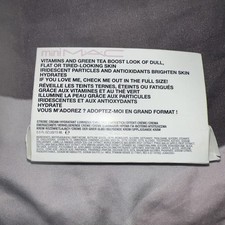 mini MAC
VITAMINS AND GREEN TEA BOOST LOOK OF DULL,
FLAT OR TIRED-LOOKING SKIN
IRIDESCENT PARTICLES AND ANTIOXIDANTS BRIGHTEN SKIN
HYDRATES
IF YOU LOVE ME, CHECK ME OUT IN FULL SIZE!
RÉVEILLE LES TEINTS TERNES, ÉTEINTS OU FATIGUÉS
GRÂCE AUX VITAMINES ET AU THÉ VERT
ILLUMINE LA PEAU GRÂCE AUX PARTICULES
IRIDESCENTES ET AUX ANTIOXYDANTS
HYDRATE
VOUS M'ADOREZ ? ADOPTEZ-MOI EN GRAND FORMAT !